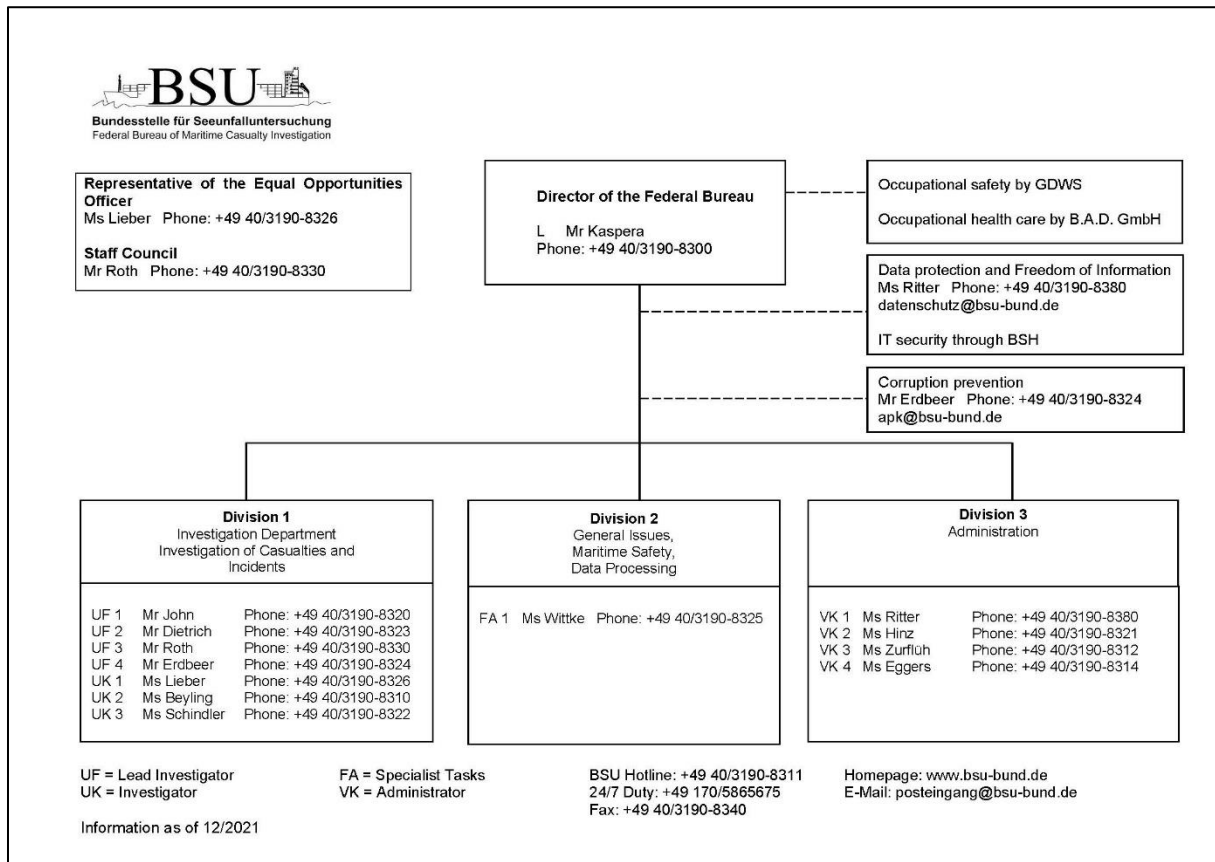 BSU
Bundesstelle für Seeunfalluntersuchung
Federal Bureau of Maritime Casualty Investigation
Representative of the Equal Opportunities
Officer
Ms Lieber Phone: +49 40/3190-8326
Staff Council
Mr Roth Phone: +49 40/3190-8330
Director of the Federal Bureau
L Mr Kaspera
Phone: +49 40/3190-8300
Occupational safety by GDWS
Occupational health care by B.A.D. GmbH
Data protection and Freedom of Information
Ms Ritter Phone: +49 40/3190-8380
datenschutz@bsu-bund.de
IT security through BSH
Corruption prevention
Mr Erdbeer Phone: +49 40/3190-8324
apk@bsu-bund.de
Division 1
Investigation Department
Investigation of Casualties and
Incidents
UF 1 Mr John Phone: +49 40/3190-8320
UF 2 Mr Dietrich Phone: +49 40/3190-8323
UF 3 Mr Roth Phone: +49 40/3190-8330
UF 4 Mr Erdbeer Phone: +49 40/3190-8324
UK 1 Ms Lieber Phone: +49 40/3190-8326
UK 2 Ms Beyling Phone: +49 40/3190-8310
UK 3 Ms Schindler Phone: +49 40/3190-8322
Division 2
General Issues,
Maritime Safety,
Data Processing
FA 1 Ms Wittke Phone: +49 40/3190-8325
Division 3
Administration
VK 1 Ms Ritter Phone: +49 40/3190-8380
VK 2 Ms Hinz Phone: +49 40/3190-8321
VK 3 Ms Zurflüh Phone: +49 40/3190-8312
VK 4 Ms Eggers Phone: +49 40/3190-8314
UF = Lead Investigator
UK = Investigator
FA = Specialist Tasks
VK = Administrator
BSU Hotline: +49 40/3190-8311
24/7 Duty: +49 170/5865675
Fax: +49 40/3190-8340
Homepage: www.bsu-bund.de
E-Mail: posteingang@bsu-bund.de
Information as of 12/2021